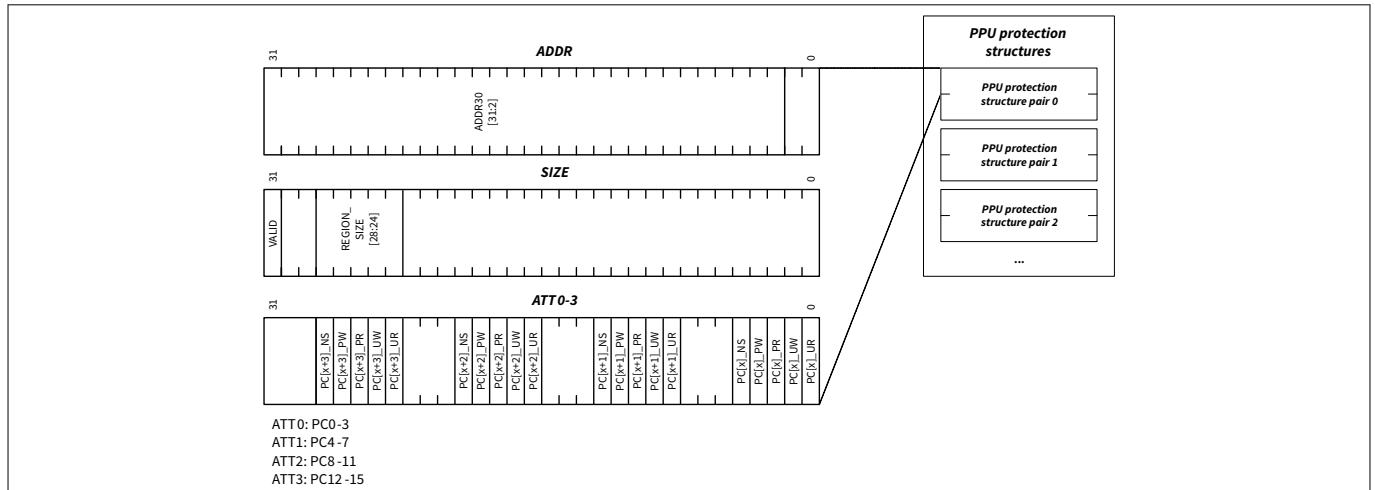 ADDR
31
0
ADDR30
[31:2]
SIZE
31
0
VALID
REGION_
SIZE
[28:24]
ATT0-3
31
0
PC[x+3]_NS
PC[x+3]_PW
PC[x+3]_PR
PC[x+3]_UW
PC[x+3]_UR
PC[x+2]_NS
PC[x+2]_PW
PC[x+2]_PR
PC[x+2]_UW
PC[x+2]_UR
PC[x+1]_NS
PC[x+1]_PW
PC[x+1]_PR
PC[x+1]_UW
PC[x+1]_UR
PC[x]_NS
PC[x]_PW
PC[x]_PR
PC[x]_UW
PC[x]_UR
ATT0: PC0-3
ATT1: PC4-7
ATT2: PC8-11
ATT3: PC12-15
PPU protection
structures
PPU protection
structure pair 0
PPU protection
structure pair 1
PPU protection
structure pair 2
...